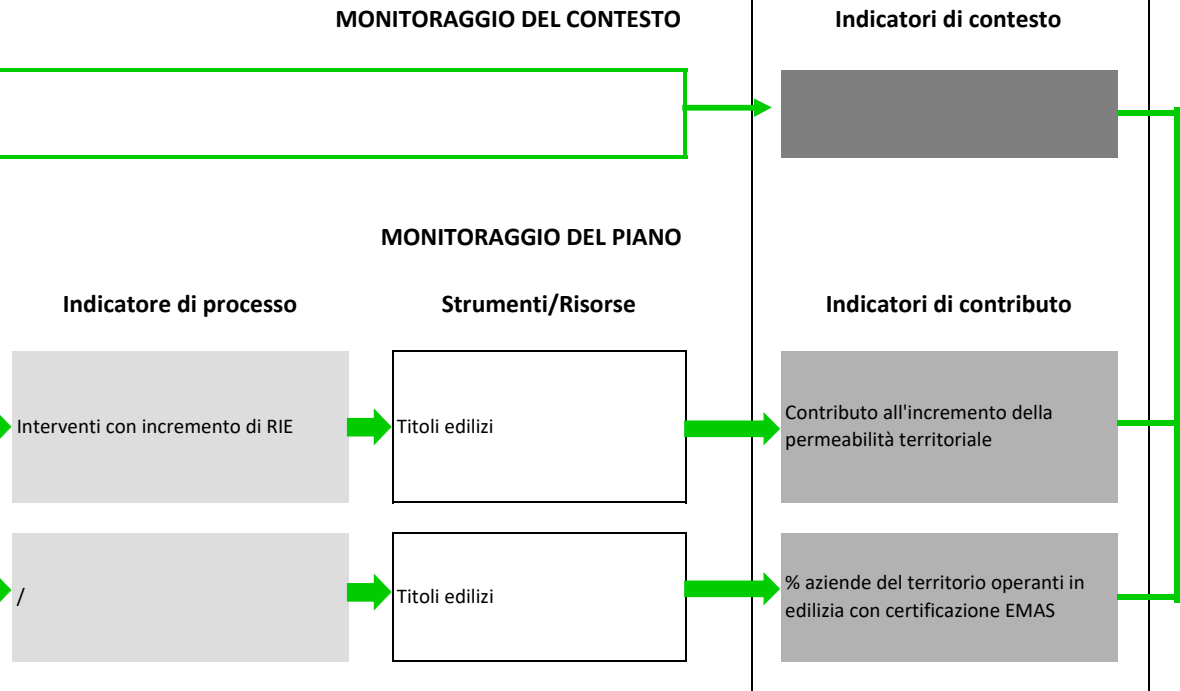 MONITORAGGIO DEL CONTESTO
Indicatori di contesto
MONITORAGGIO DEL PIANO
Indicatore di processo
Strumenti/Risorse
Indicatori di contributo
Interventi con incremento di RIE
Titoli edilizi
Contributo all'incremento della
permeabilità territoriale
/
Titoli edilizi
% aziende del territorio operanti in
edilizia con certificazione EMAS